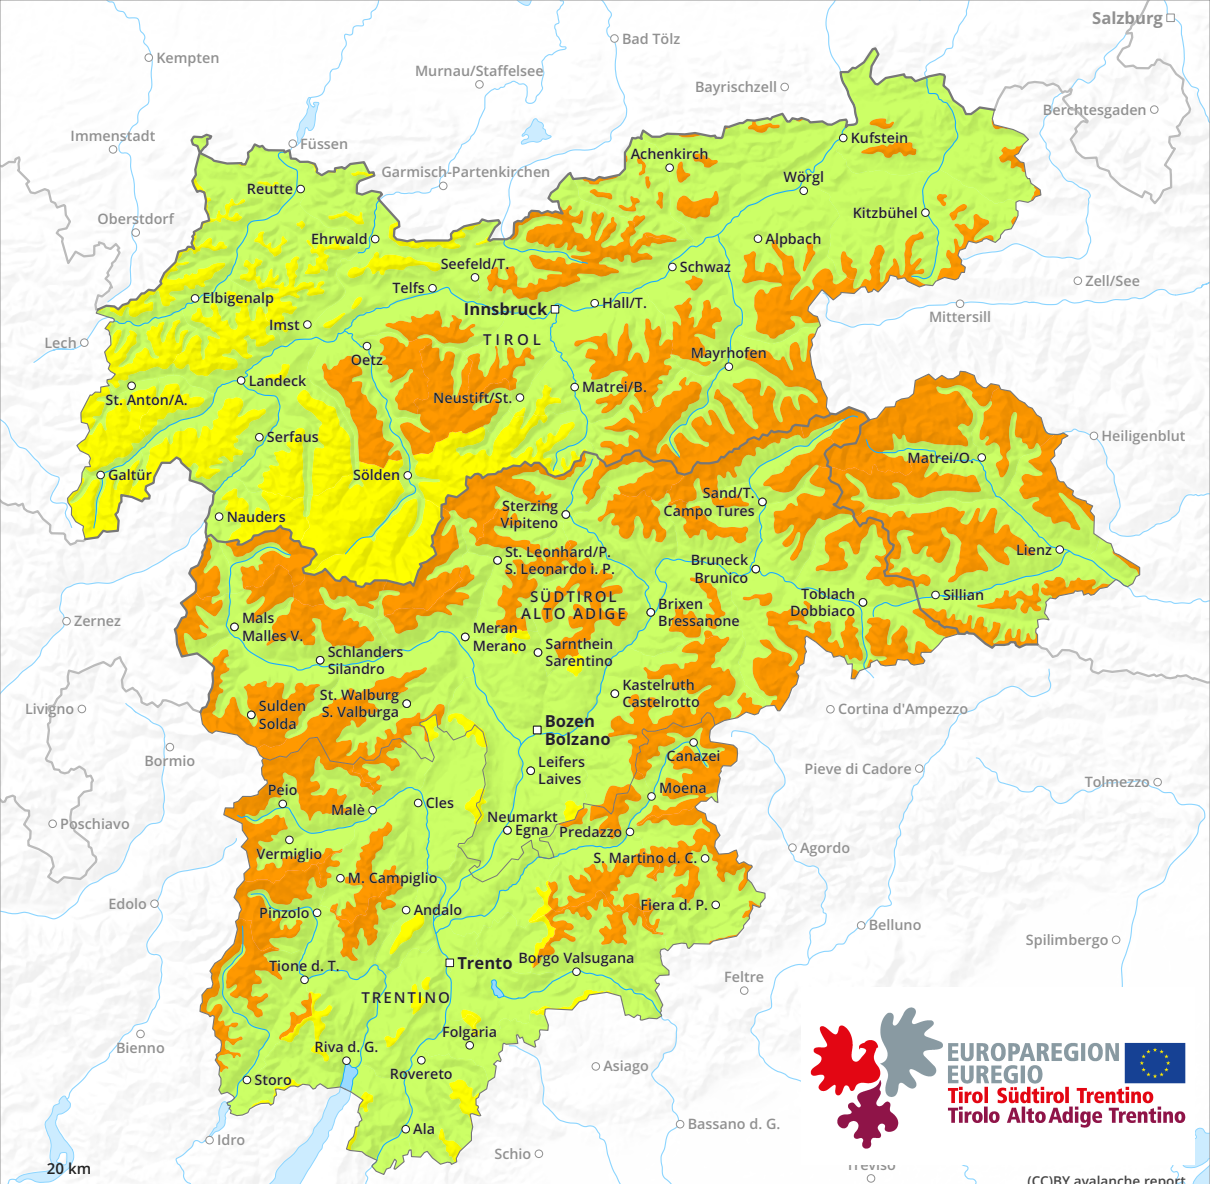 Salzburg
Bad Tölz
Kempten
Murnau/Staffelsee
Bayrischzell
Berchtesgaden
Immenstadt
Füssen
Kufstein
Achenkirch
Garmisch-Partenkirchen
Wörgl
Reutte
Oberstdorf
Kitzbühel
Ehrwald
Alpbach
Seefeld/T.
Schwaz
Telfs
Zell/See
Elbigenalp
Innsbruck
Hall/T.
Mittersill
Imst
TIROL
Lech
Oetz
Mayrhofen
Landeck
Matrei/B.
St. Anton/A.
Neustift/St.
Serfaus
Heiligenblut
Matrei/O.
Galtür
Sölden
Sand/T.
Campo Tures
Sterzing
Vipiteno
Nauders
St. Leonhard/P.
S. Leonardo i. P.
Lienz
Bruneck
Brunico
SÜDTIROL
ALTO ADIGE
Toblach
Dobbiaco
Sillian
Brixen
Bressanone
Zernez
Mals
Malles V.
Meran
Merano
Sarnthein
Sarentino
Schlanders
Silandro
Kastelruth
Castelrotto
St. Walburg
S. Valburga
Sulden
Solda
Livigno
Cortina d'Ampezzo
Bozen
Bolzano
Bormio
Canazei
Leifers
Laives
Pieve di Cadore
Tolmezzo
Peio
Moena
Malè
Cles
Neumarkt
Egna
Predazzo
Poschiavo
Vermiglio
S. Martino d. C.
Agordo
M. Campiglio
Edolo
Pinzolo
Andalo
Fiera d. P.
Belluno
Spilimbergo
Trento
Borgo Valsugana
Tione d. T.
Feltre
TRENTINO
Folgaria
Bienno
Riva d. G.
Rovereto
Asiago
Storo
EUROPAREGION
EUREGIO
Tirol Südtirol Trentino
Tirolo Alto Adige Trentino
Ala
Bassano d. G.
Idro
Schio
20 km
Treviso
(CC)BY avalanche.report